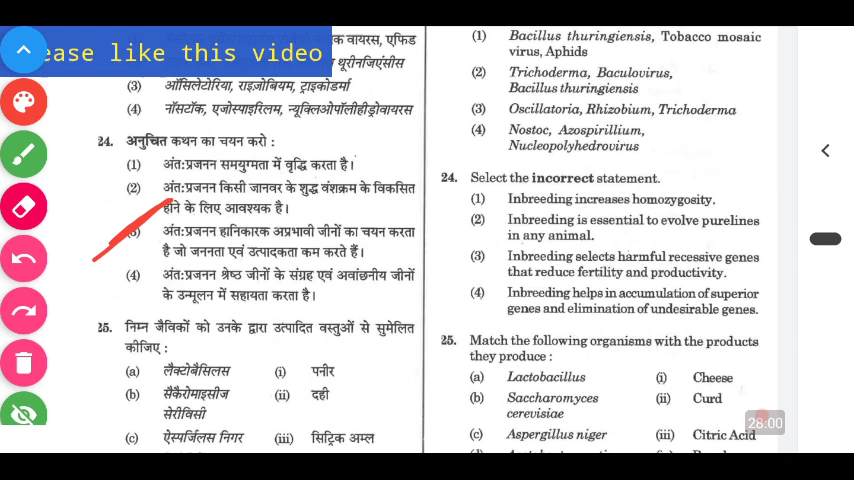 ease like this video
वायरस, एफिड
थूरीनजिएंसीस
(3) ऑसिलेटोरिया, राइज़ोबियम, ट्राइकोडर्मा
(4) नॉसटॉक, एजोस्पाइरिलम, न्यूक्लिओपॉलीहीड्रोवायरस
24. अनुचित कथन का चयन करो :
(1) अंत:प्रजनन समयुग्मता में वृद्धि करता है।
(2) अंत:प्रजनन किसी जानवर के शुद्ध वंशक्रम के विकसित
होने के लिए आवश्यक है।
(3) अंत:प्रजनन हानिकारक अप्रभावी जीनों का चयन करता
है जो जननता एवं उत्पादकता कम करते हैं।
(4) अंत:प्रजनन श्रेष्ठ जीनों के संग्रह एवं अवांछनीय जीनों
के उन्मूलन में सहायता करता है।
25. निम्न जैविकों को उनके द्वारा उत्पादित वस्तुओं से सुमेलित
कीजिए :
(a) लैक्टोबैसिलस (i) पनीर
(b) सैकैरोमाइसीज (ii) दही
सेरीविसी
(c) ऐस्पर्जिलस निगर (iii) सिट्रिक अम्ल
(1) Bacillus thuringiensis, Tobacco mosaic
virus, Aphids
(2) Trichoderma, Baculovirus,
Bacillus thuringiensis
(3) Oscillatoria, Rhizobium, Trichoderma
(4) Nostoc, Azospirillium,
Nucleopolyhedrovirus
24. Select the incorrect statement.
(1) Inbreeding increases homozygosity.
(2) Inbreeding is essential to evolve purelines
in any animal.
(3) Inbreeding selects harmful recessive genes
that reduce fertility and productivity.
(4) Inbreeding helps in accumulation of superior
genes and elimination of undesirable genes.
25. Match the following organisms with the products
they produce :
(a) Lactobacillus (i) Cheese
(b) Saccharomyces (ii) Curd
cerevisiae
(c) Aspergillus niger (iii) Citric Acid
28:00